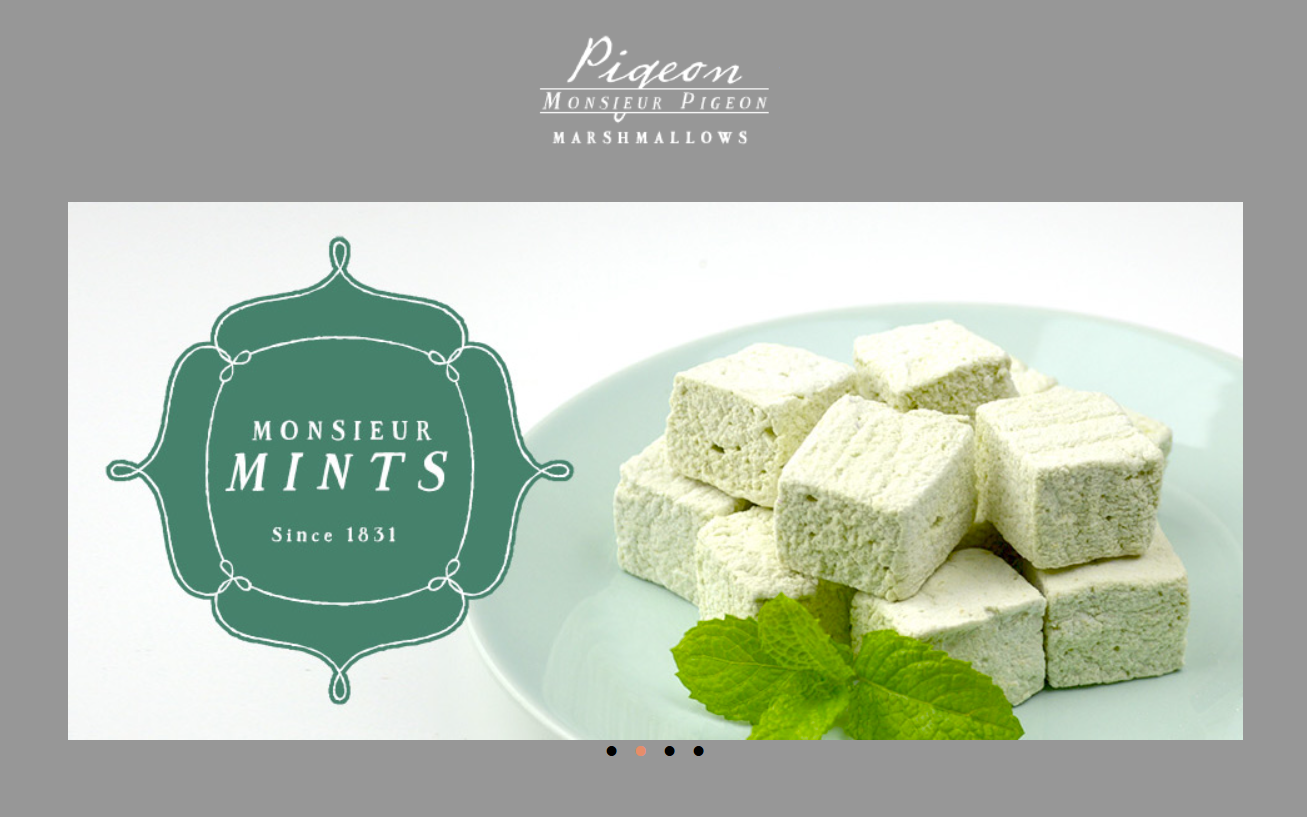 Pigeon
MONSIEUR PIGEON
MARSHMALLOWS
MONSIEUR
MINTS
Since 1831